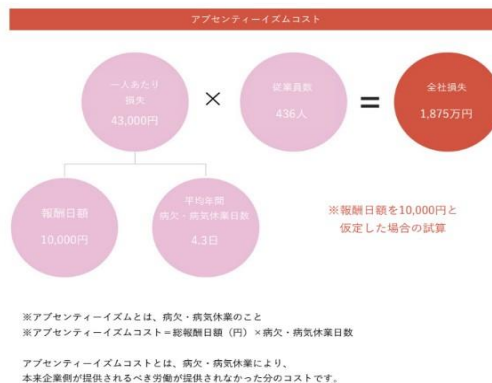 アブセンティーイズムコスト
一人あたり
損失
43,000円
×
従業員数
436人
=
全社損失
1,875万円
報酬日額
10,000円
平均年間
病欠・病気休業日数
4.3日
※報酬日額を10,000円と
仮定した場合の試算
※アブセンティーイズムとは、病欠・病気休業のこと
※アブセンティーイズムコスト＝総報酬日額（円）×病欠・病気休業日数
アブセンティーイズムコストとは、病欠・病気休業により、
本来企業側が提供されるべき労働が提供されなかった分のコストです。